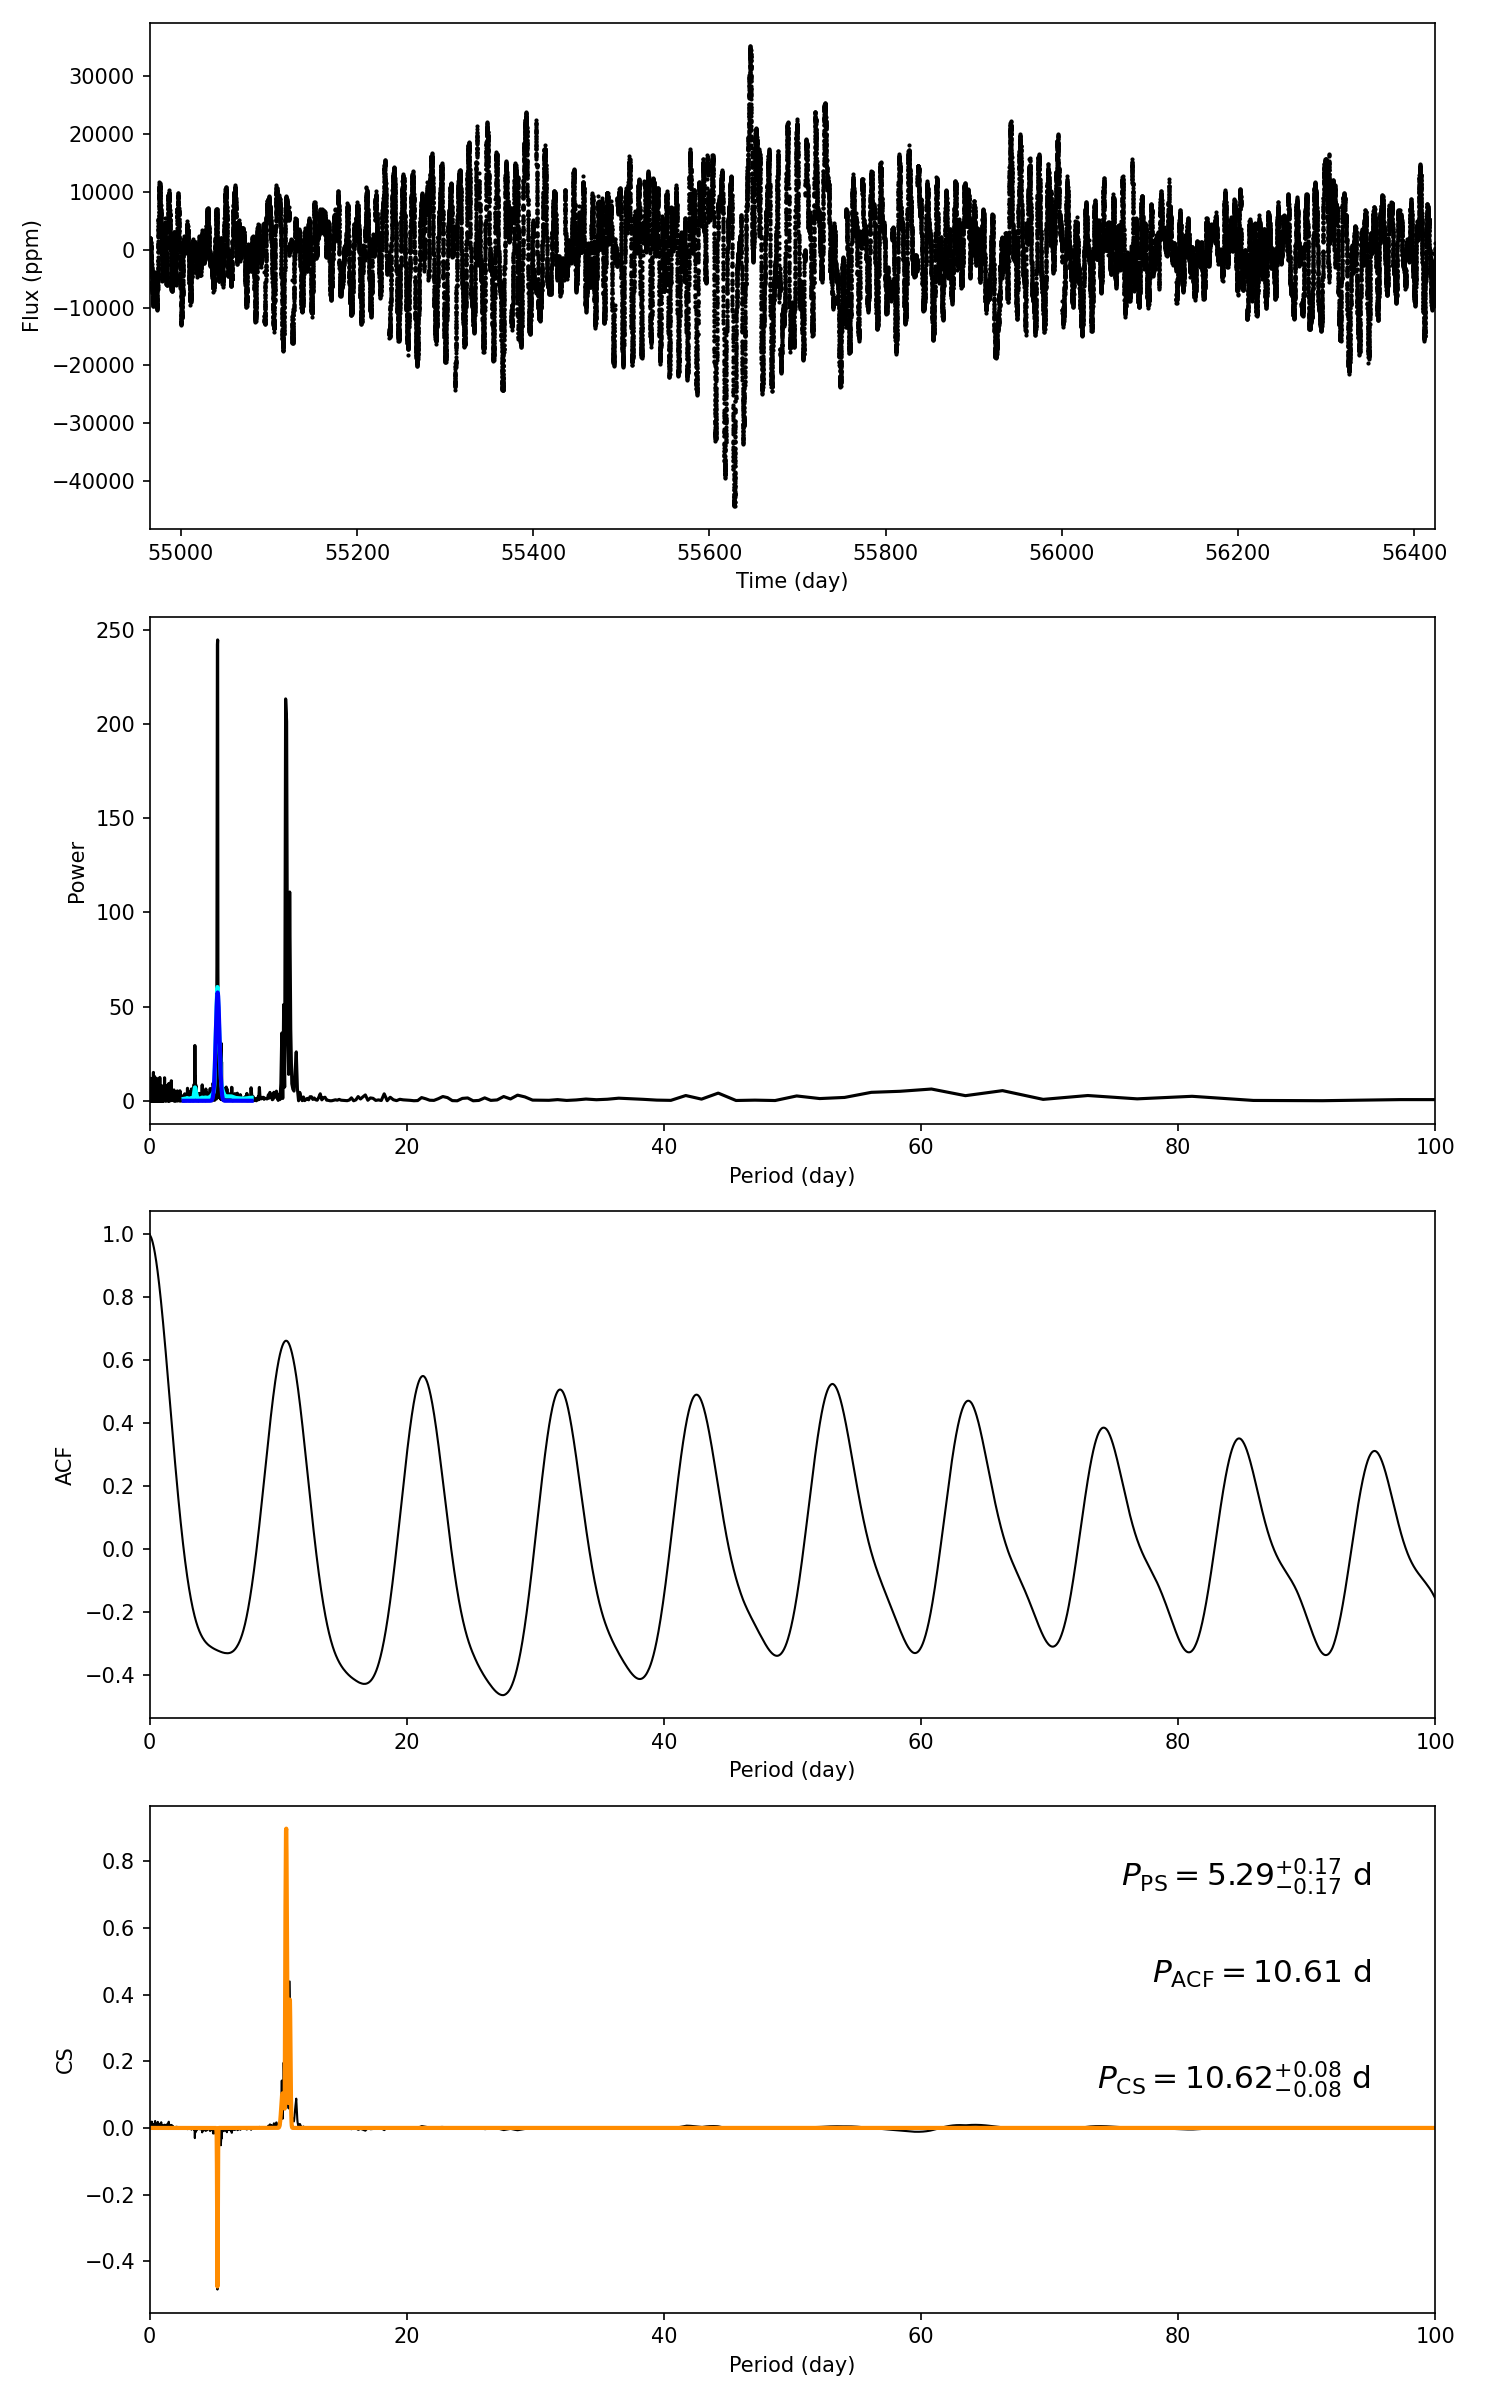 30000
20000
10000
0
−10000
−20000
−30000
−40000
Flux (ppm)
55000 55200 55400 55600 55800 56000 56200 56400
Time (day)
250
200
150
100
50
0
Power
0 20 40 60 80 100
Period (day)
1.0
0.8
0.6
0.4
0.2
0.0
−0.2
−0.4
ACF
0 20 40 60 80 100
Period (day)
0.8
0.6
0.4
0.2
0.0
−0.2
−0.4
CS
P_PS = 5.29^{+0.17}_{−0.17} d
P_ACF = 10.61 d
P_CS = 10.62^{+0.08}_{−0.08} d
0 20 40 60 80 100
Period (day)